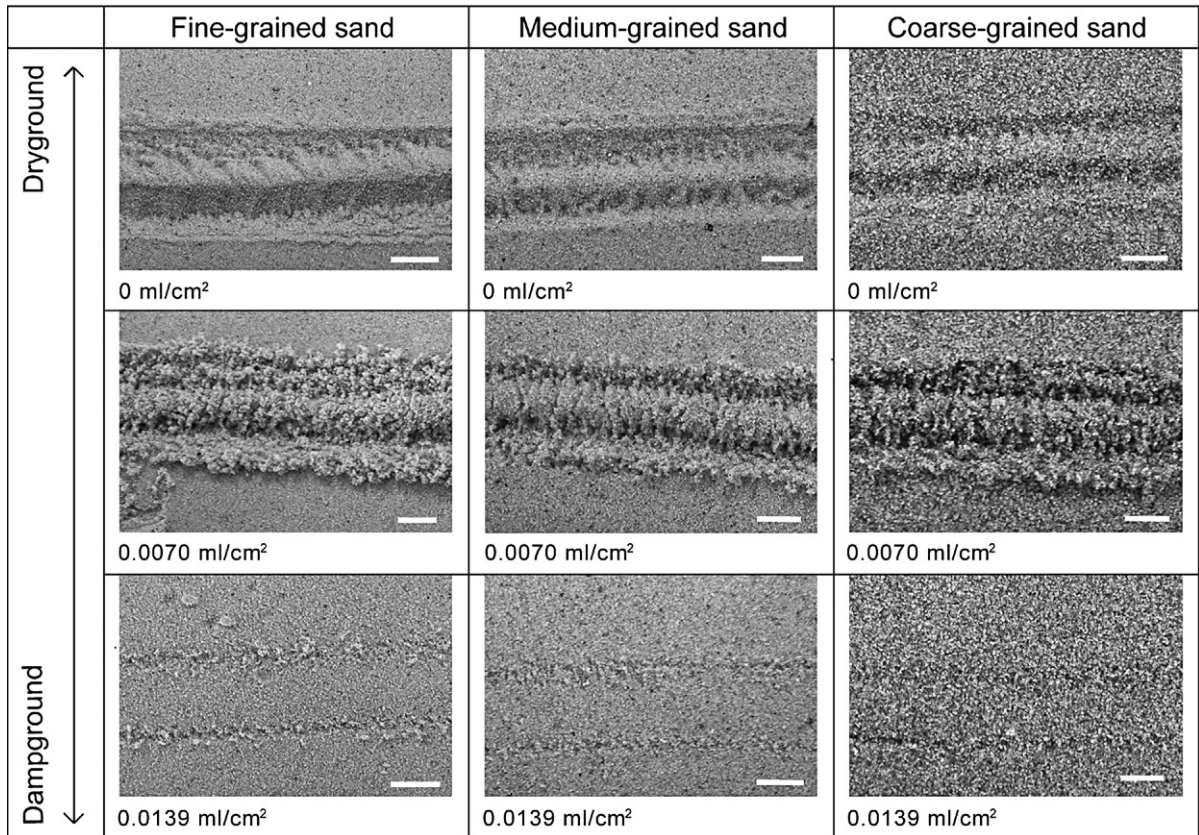 Fine-grained sand
Medium-grained sand
Coarse-grained sand
Dryground
0 ml/cm²
0 ml/cm²
0 ml/cm²
0.0070 ml/cm²
0.0070 ml/cm²
0.0070 ml/cm²
Dampground
0.0139 ml/cm²
0.0139 ml/cm²
0.0139 ml/cm²